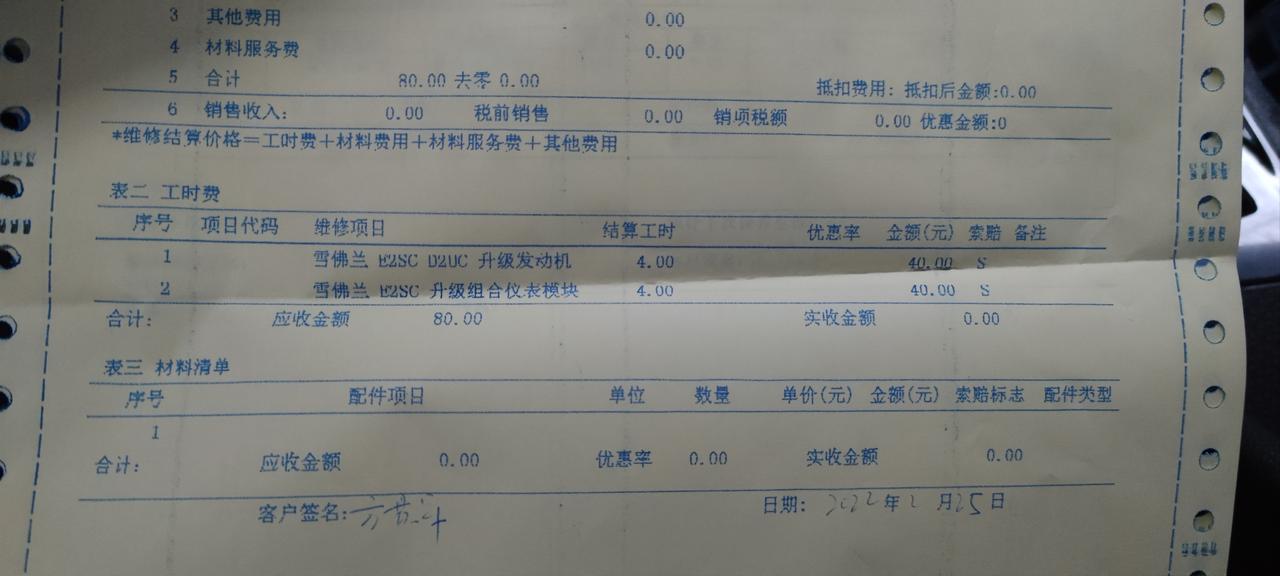 3 其他费用 0.00
4 材料服务费 0.00
5 合计 80.00 去零 0.00 抵扣费用: 抵扣后金额:0.00
6 销售收入: 0.00 税前销售 0.00 销项税额 0.00 优惠金额:0
*维修结算价格=工时费+材料费用+材料服务费+其他费用
表二 工时费
序号 项目代码 维修项目 结算工时 优惠率 金额(元) 索赔 备注
1 雪佛兰 E2SC D2UC 升级发动机 4.00 40.00 S
2 雪佛兰 E2SC 升级组合仪表模块 4.00 40.00 S
合计: 应收金额 80.00 实收金额 0.00
表三 材料清单
序号 配件项目 单位 数量 单价(元) 金额(元) 索赔标志 配件类型
1
合计: 应收金额 0.00 优惠率 0.00 实收金额 0.00
客户签名: 日期: 2022年2月25日